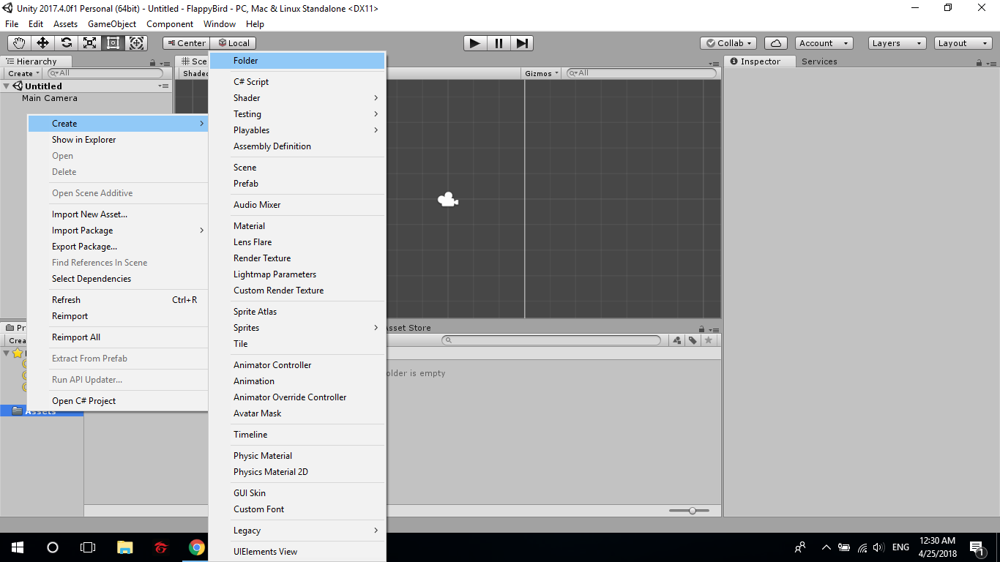 Unity 2017.4.0f1 Personal (64bit) - Untitled - FlappyBird - PC, Mac & Linux Standalone <DX11>
File Edit Assets GameObject Component Window Help
Center Local
Collab Account Layers Layout
Hierarchy
Create All
Untitled
Main Camera
Sce
Shaded
Gizmos All
Inspector Services
Create
Show in Explorer
Open
Delete
Open Scene Additive
Import New Asset...
Import Package
Export Package...
Find References In Scene
Select Dependencies
Refresh Ctrl+R
Reimport
Reimport All
Extract From Prefab
Run API Updater...
Open C# Project
Folder
C# Script
Shader
Testing
Playables
Assembly Definition
Scene
Prefab
Audio Mixer
Material
Lens Flare
Render Texture
Lightmap Parameters
Custom Render Texture
Sprite Atlas
Sprites
Tile
Animator Controller
Animation
Animator Override Controller
Avatar Mask
Timeline
Physic Material
Physics Material 2D
GUI Skin
Custom Font
Legacy
UIElements View
Pr
Crea
Assets
Asset Store
older is empty
ENG
12:30 AM
4/25/2018
1